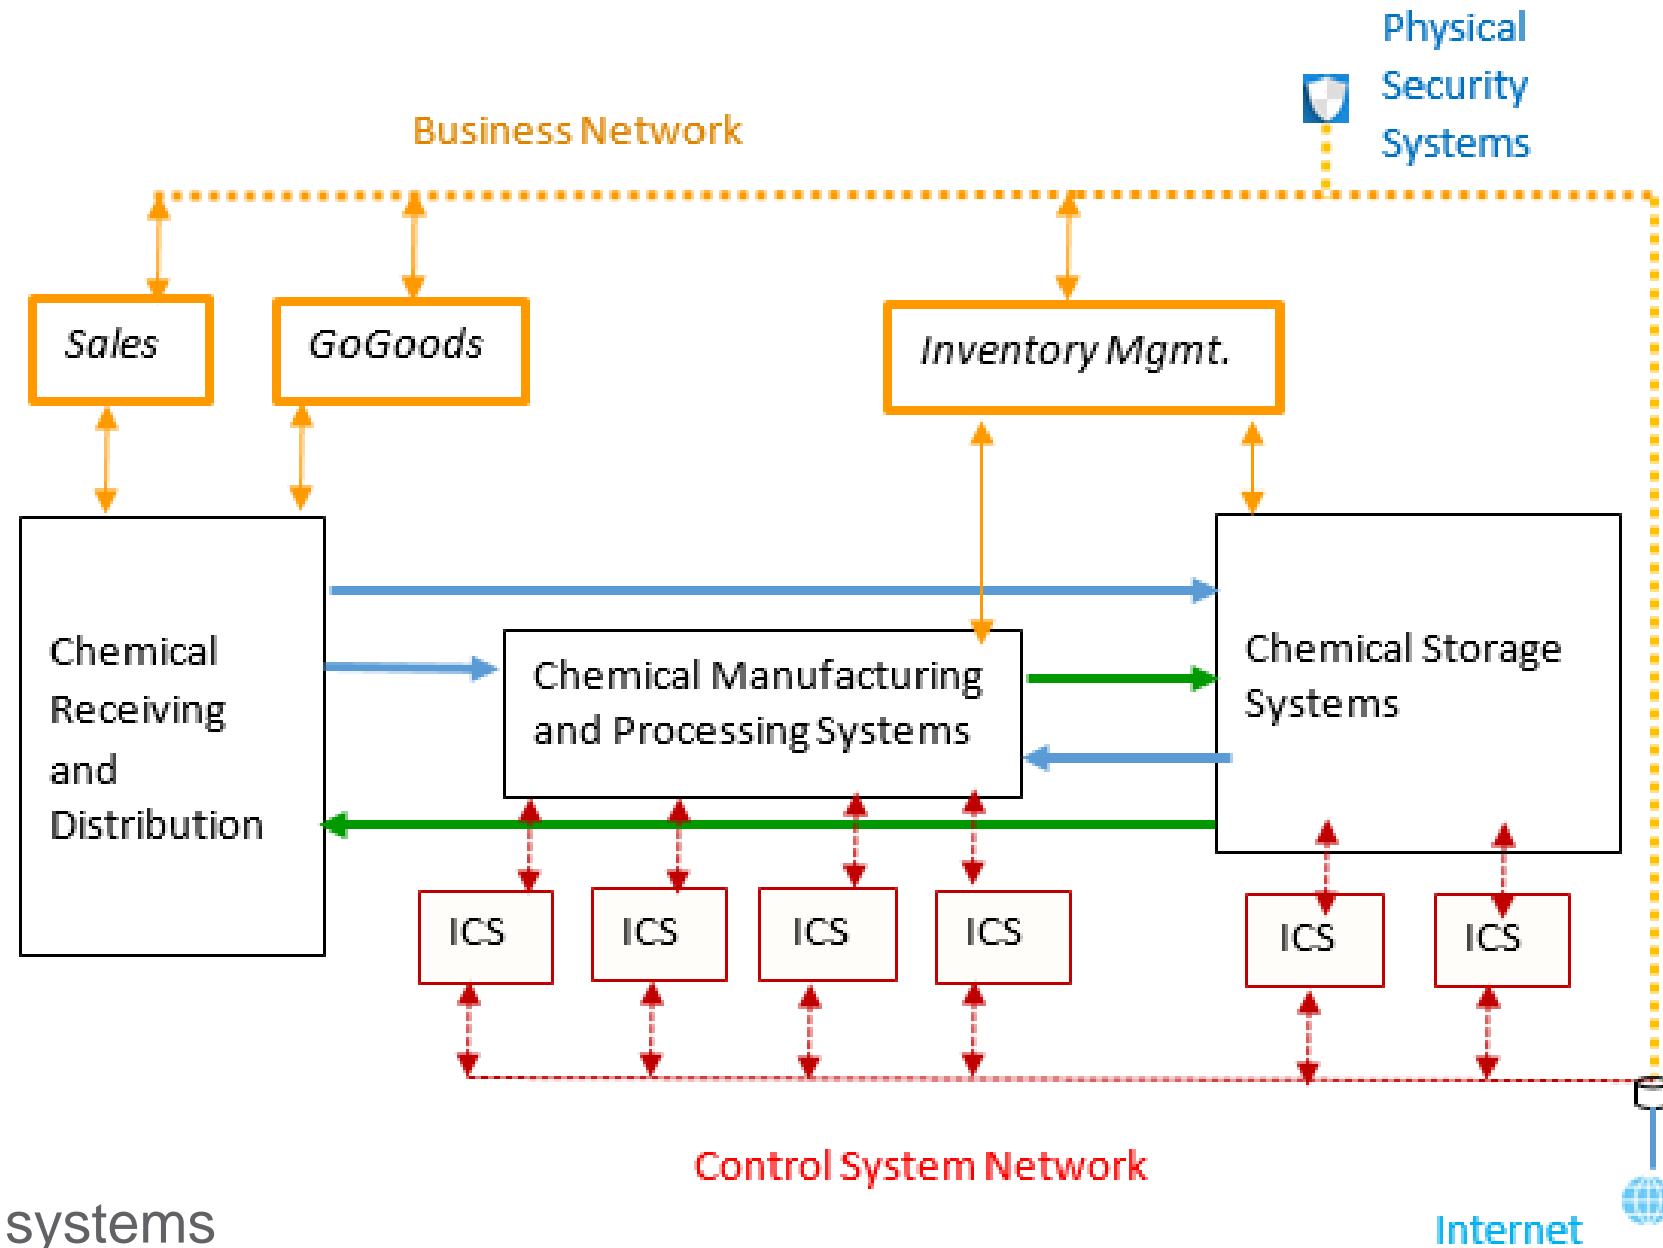 Physical
Security
Systems
Business Network
Sales
GoGoods
Inventory Mgmt.
Chemical
Receiving
and
Distribution
Chemical Manufacturing
and Processing Systems
Chemical Storage
Systems
ICS
ICS
ICS
ICS
ICS
ICS
Control System Network
systems
Internet